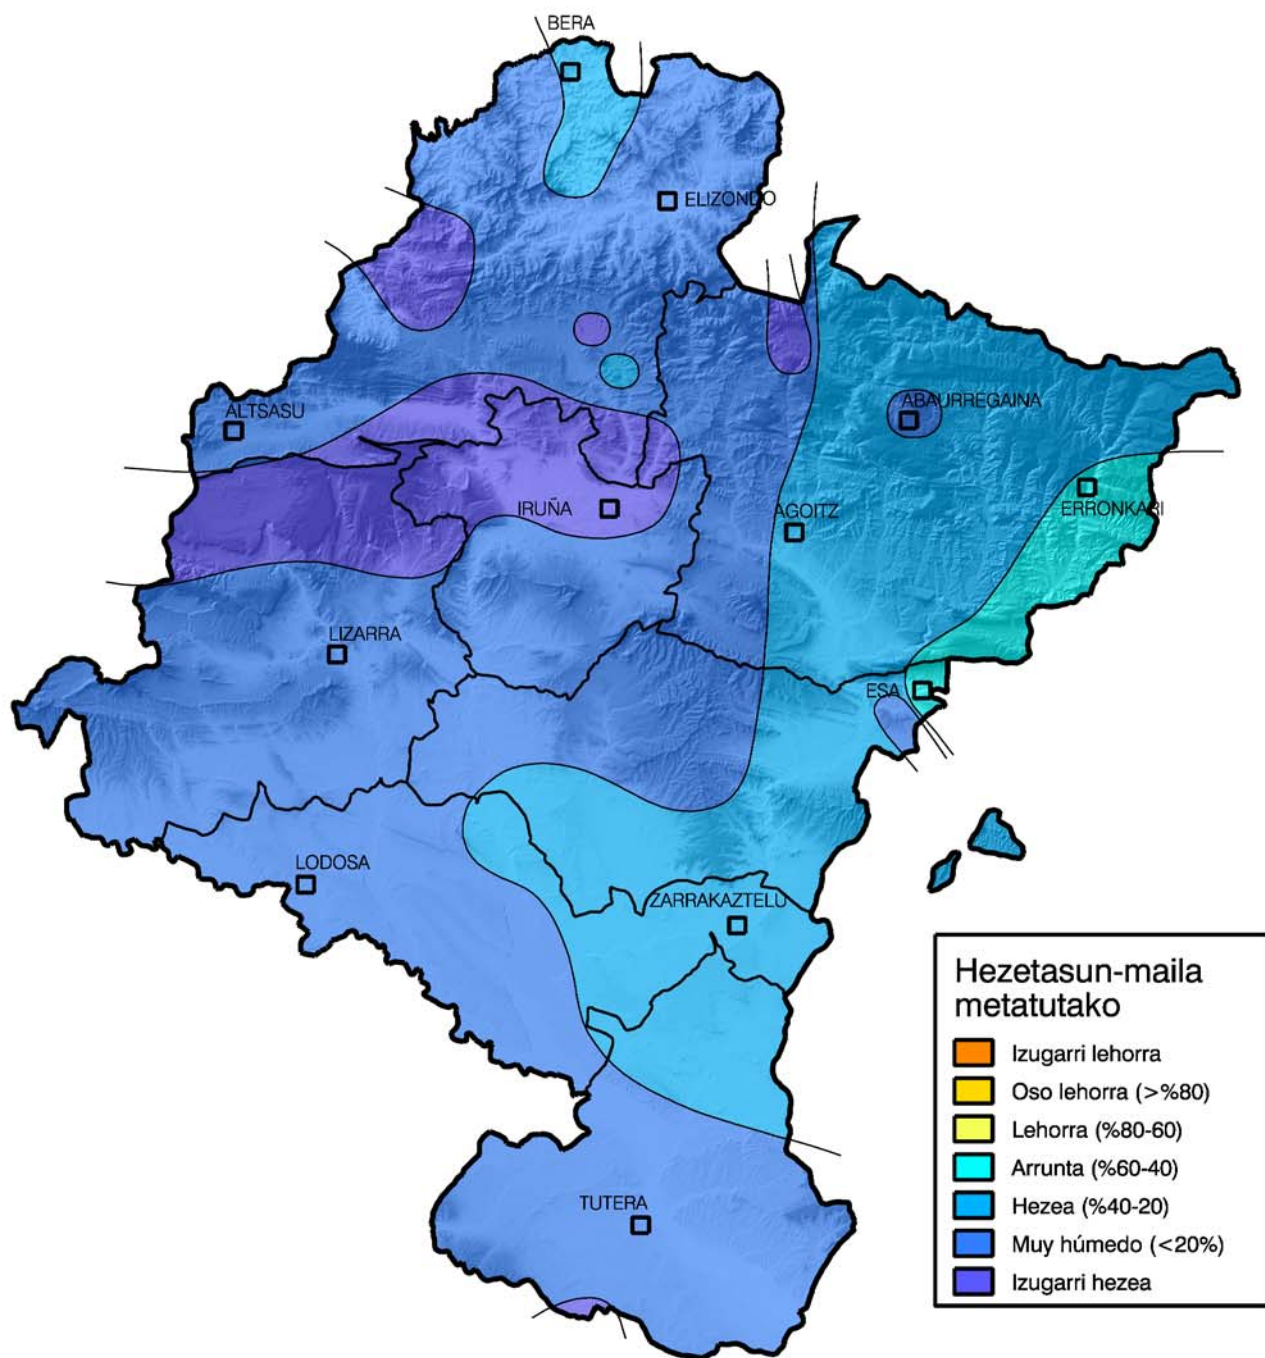 BERA
ELIZONDO
ALTSASU
ABAURREGAINA
IRUÑA
AGOITZ
ERRONKARI
LIZARRA
ESA
LODOSA
ZARRAKAZTELU
TUTERA
Hezetasun-maila
metatutako
Izugarri lehorra
Oso lehorra (>%80)
Lehorra (%80-60)
Arrunta (%60-40)
Hezea (%40-20)
Muy húmedo (<20%)
Izugarri hezea